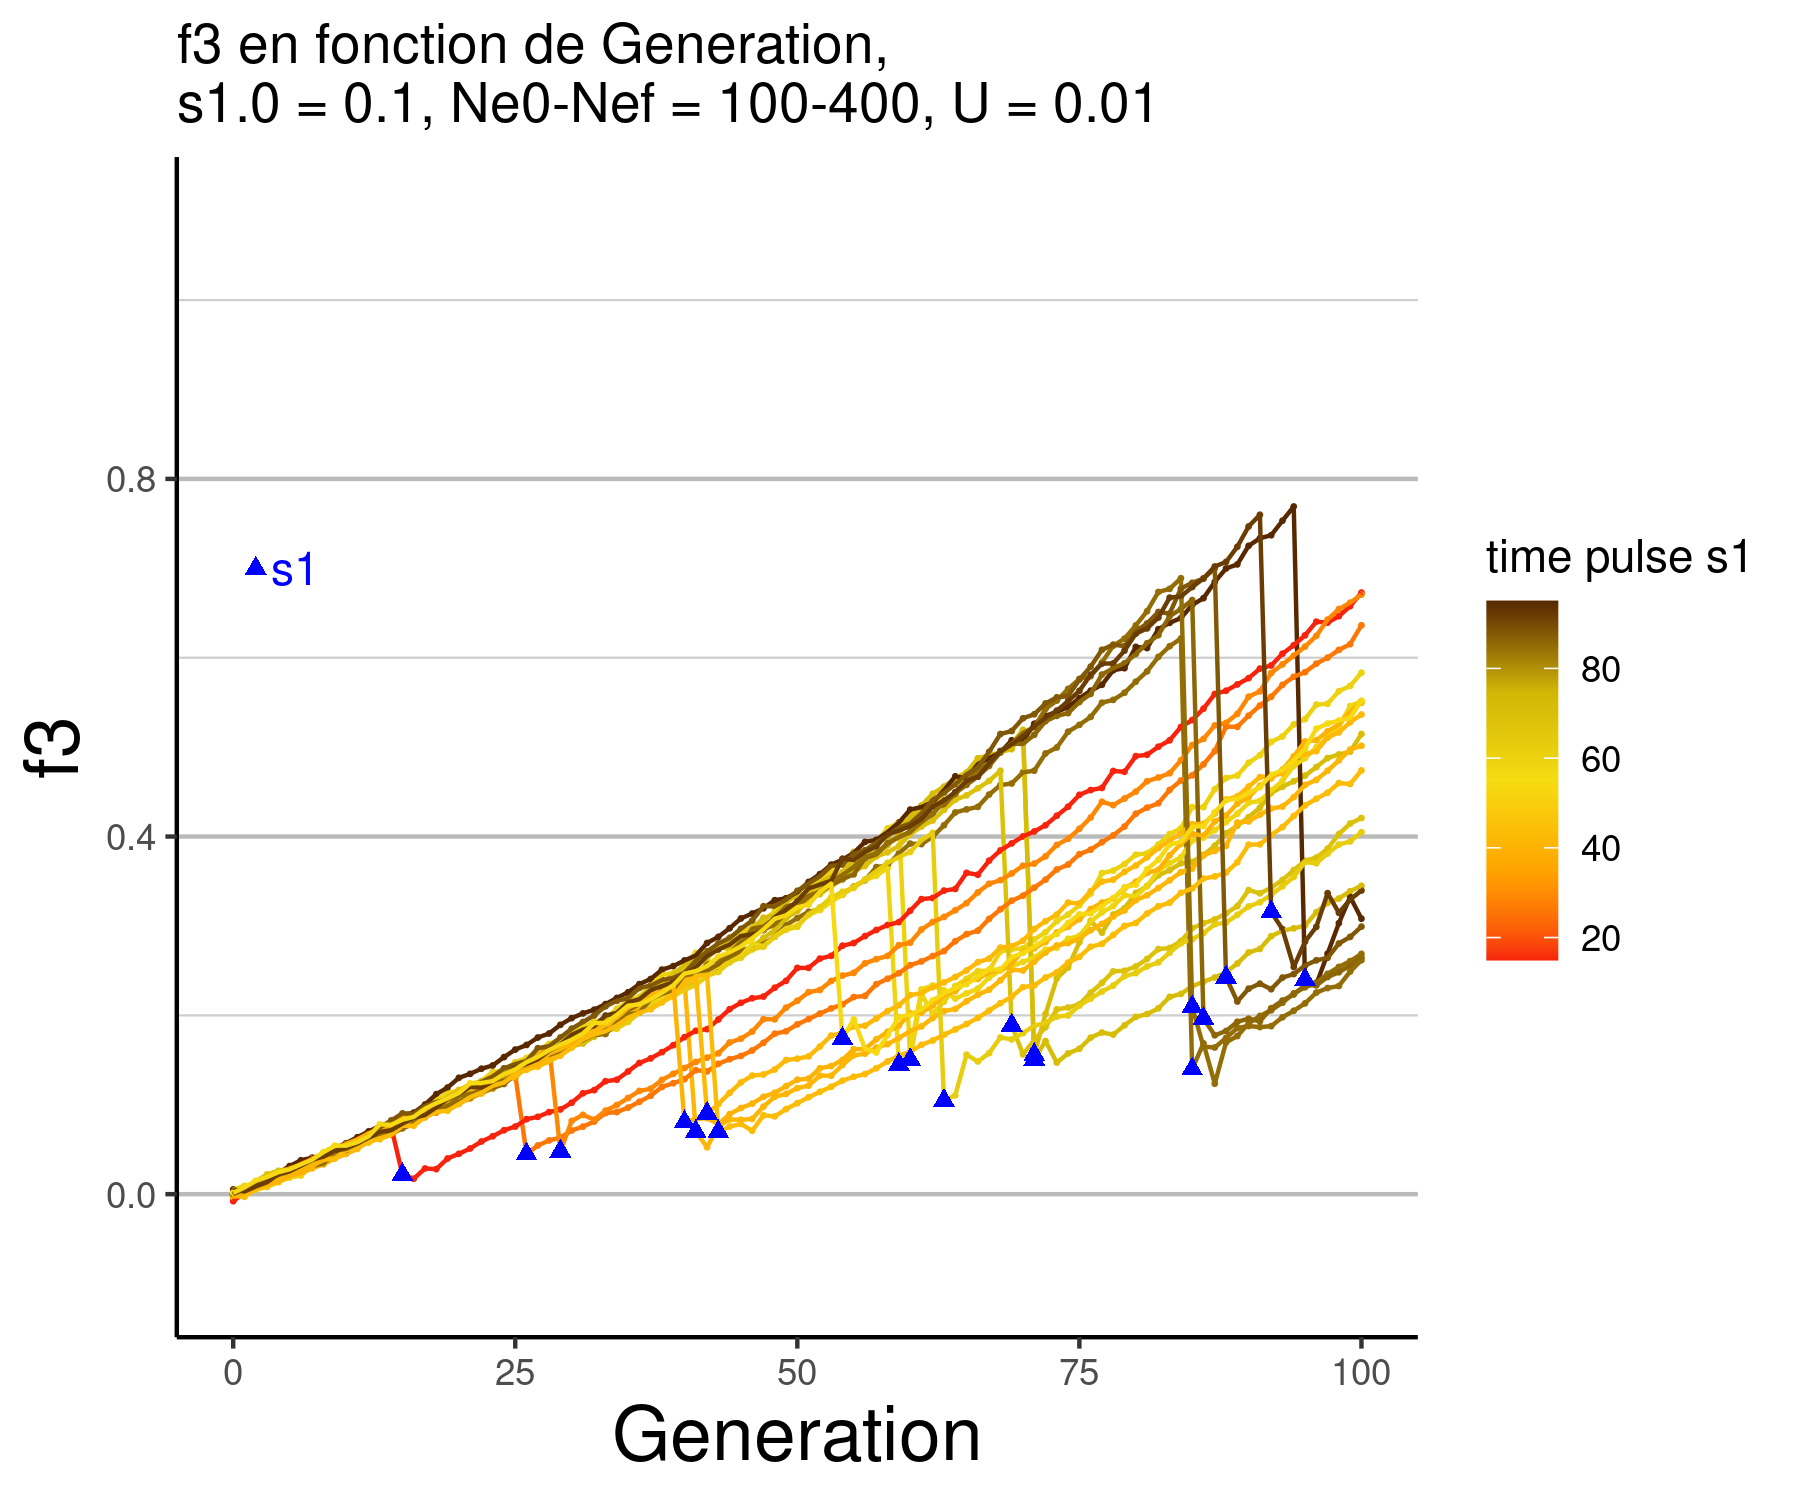 f3 en fonction de Generation,
s1.0 = 0.1, Ne0-Nef = 100-400, U = 0.01
f3
0.8
0.4
0.0
s1
0 25 50 75 100
Generation
time pulse s1
80
60
40
20